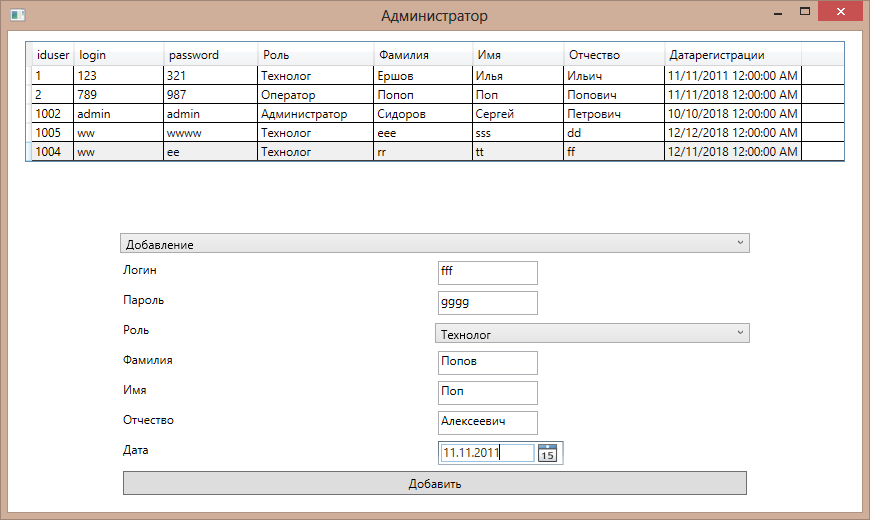 Администратор
iduser login password Роль Фамилия Имя Отчество Датарегистрации
1 123 321 Технолог Ершов Илья Ильич 11/11/2011 12:00:00 AM
2 789 987 Оператор Попоп Поп Попович 11/11/2018 12:00:00 AM
1002 admin admin Администратор Сидоров Сергей Петрович 10/10/2018 12:00:00 AM
1005 ww wwww Технолог eee sss dd 12/12/2018 12:00:00 AM
1004 ww ee Технолог rr tt ff 12/11/2018 12:00:00 AM
Добавление
Логин fff
Пароль gggg
Роль Технолог
Фамилия Попов
Имя Поп
Отчество Алексеевич
Дата 11.11.2011 15
Добавить